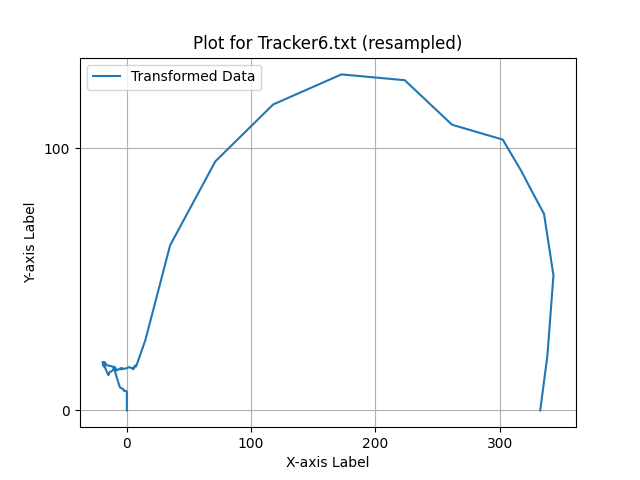 Plot for Tracker6.txt (resampled)
Transformed Data
100
0
Y-axis Label
0 100 200 300
X-axis Label